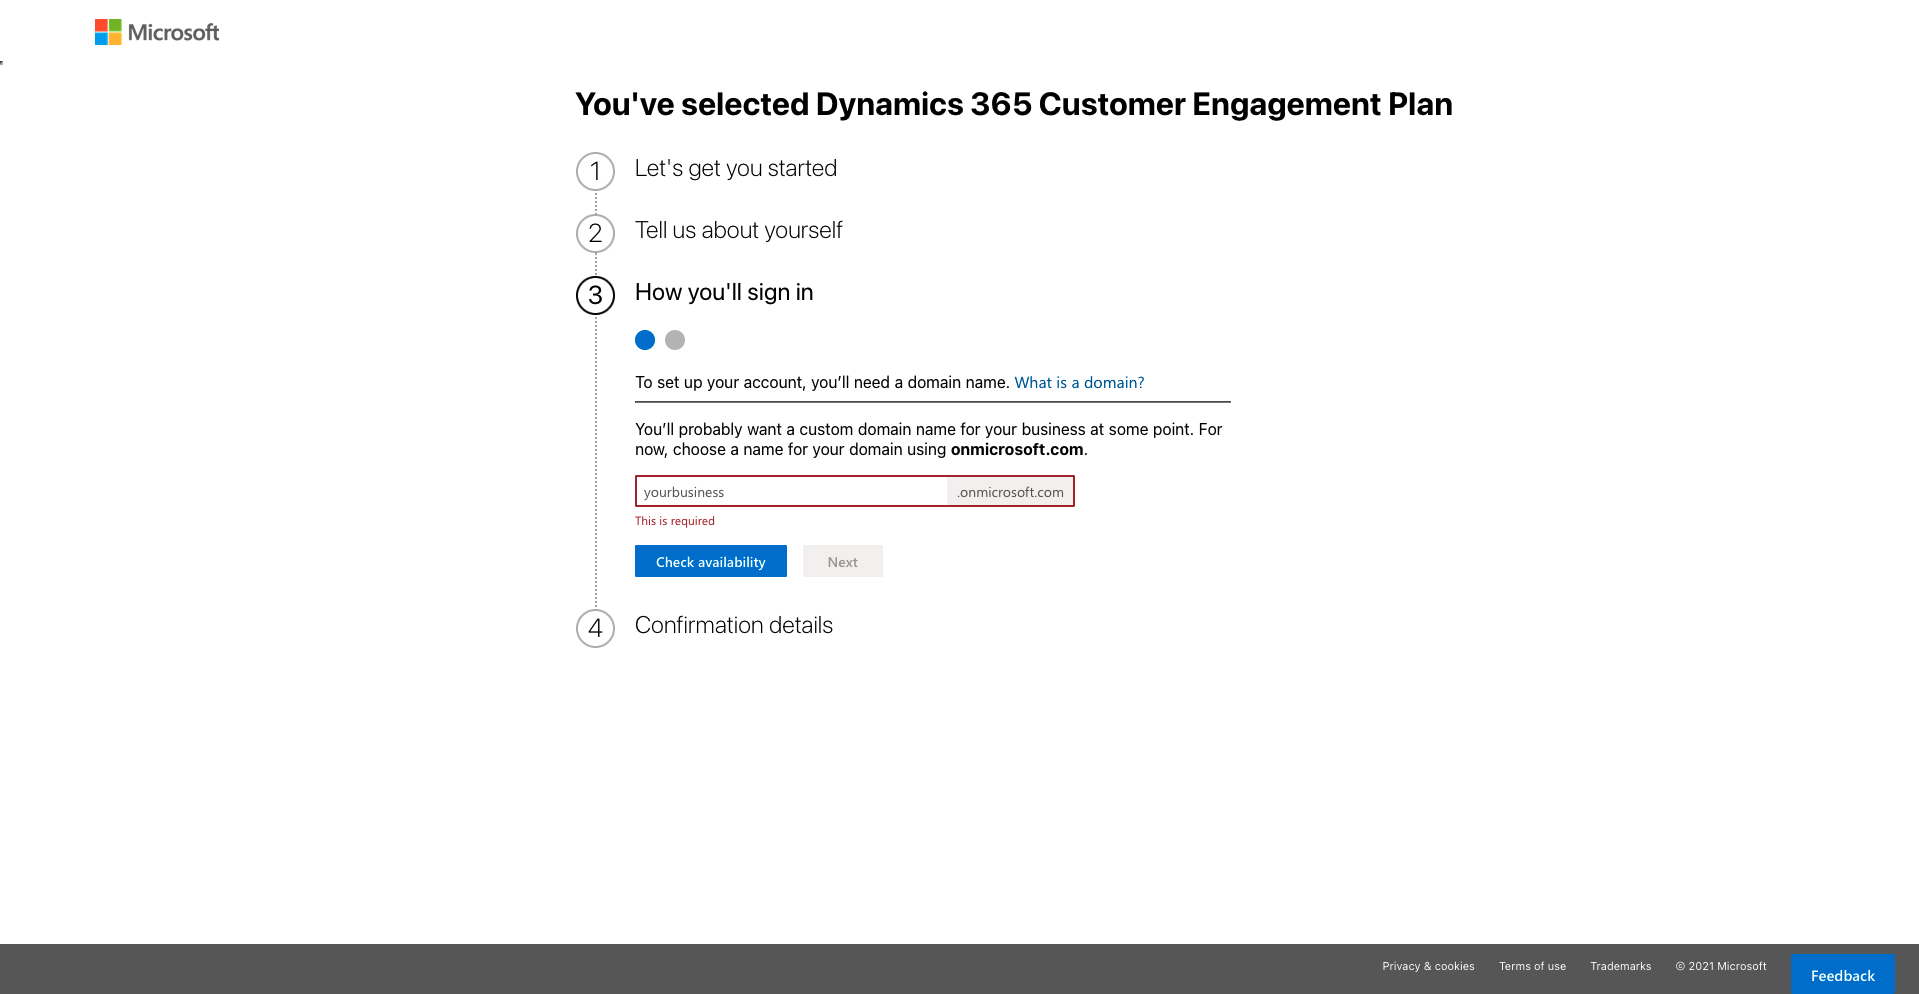 Microsoft
You've selected Dynamics 365 Customer Engagement Plan
1 Let's get you started
2 Tell us about yourself
3 How you'll sign in
To set up your account, you’ll need a domain name. What is a domain?
You’ll probably want a custom domain name for your business at some point. For
now, choose a name for your domain using onmicrosoft.com.
yourbusiness .onmicrosoft.com
This is required
Check availability Next
4 Confirmation details
Privacy & cookies Terms of use Trademarks © 2021 Microsoft Feedback